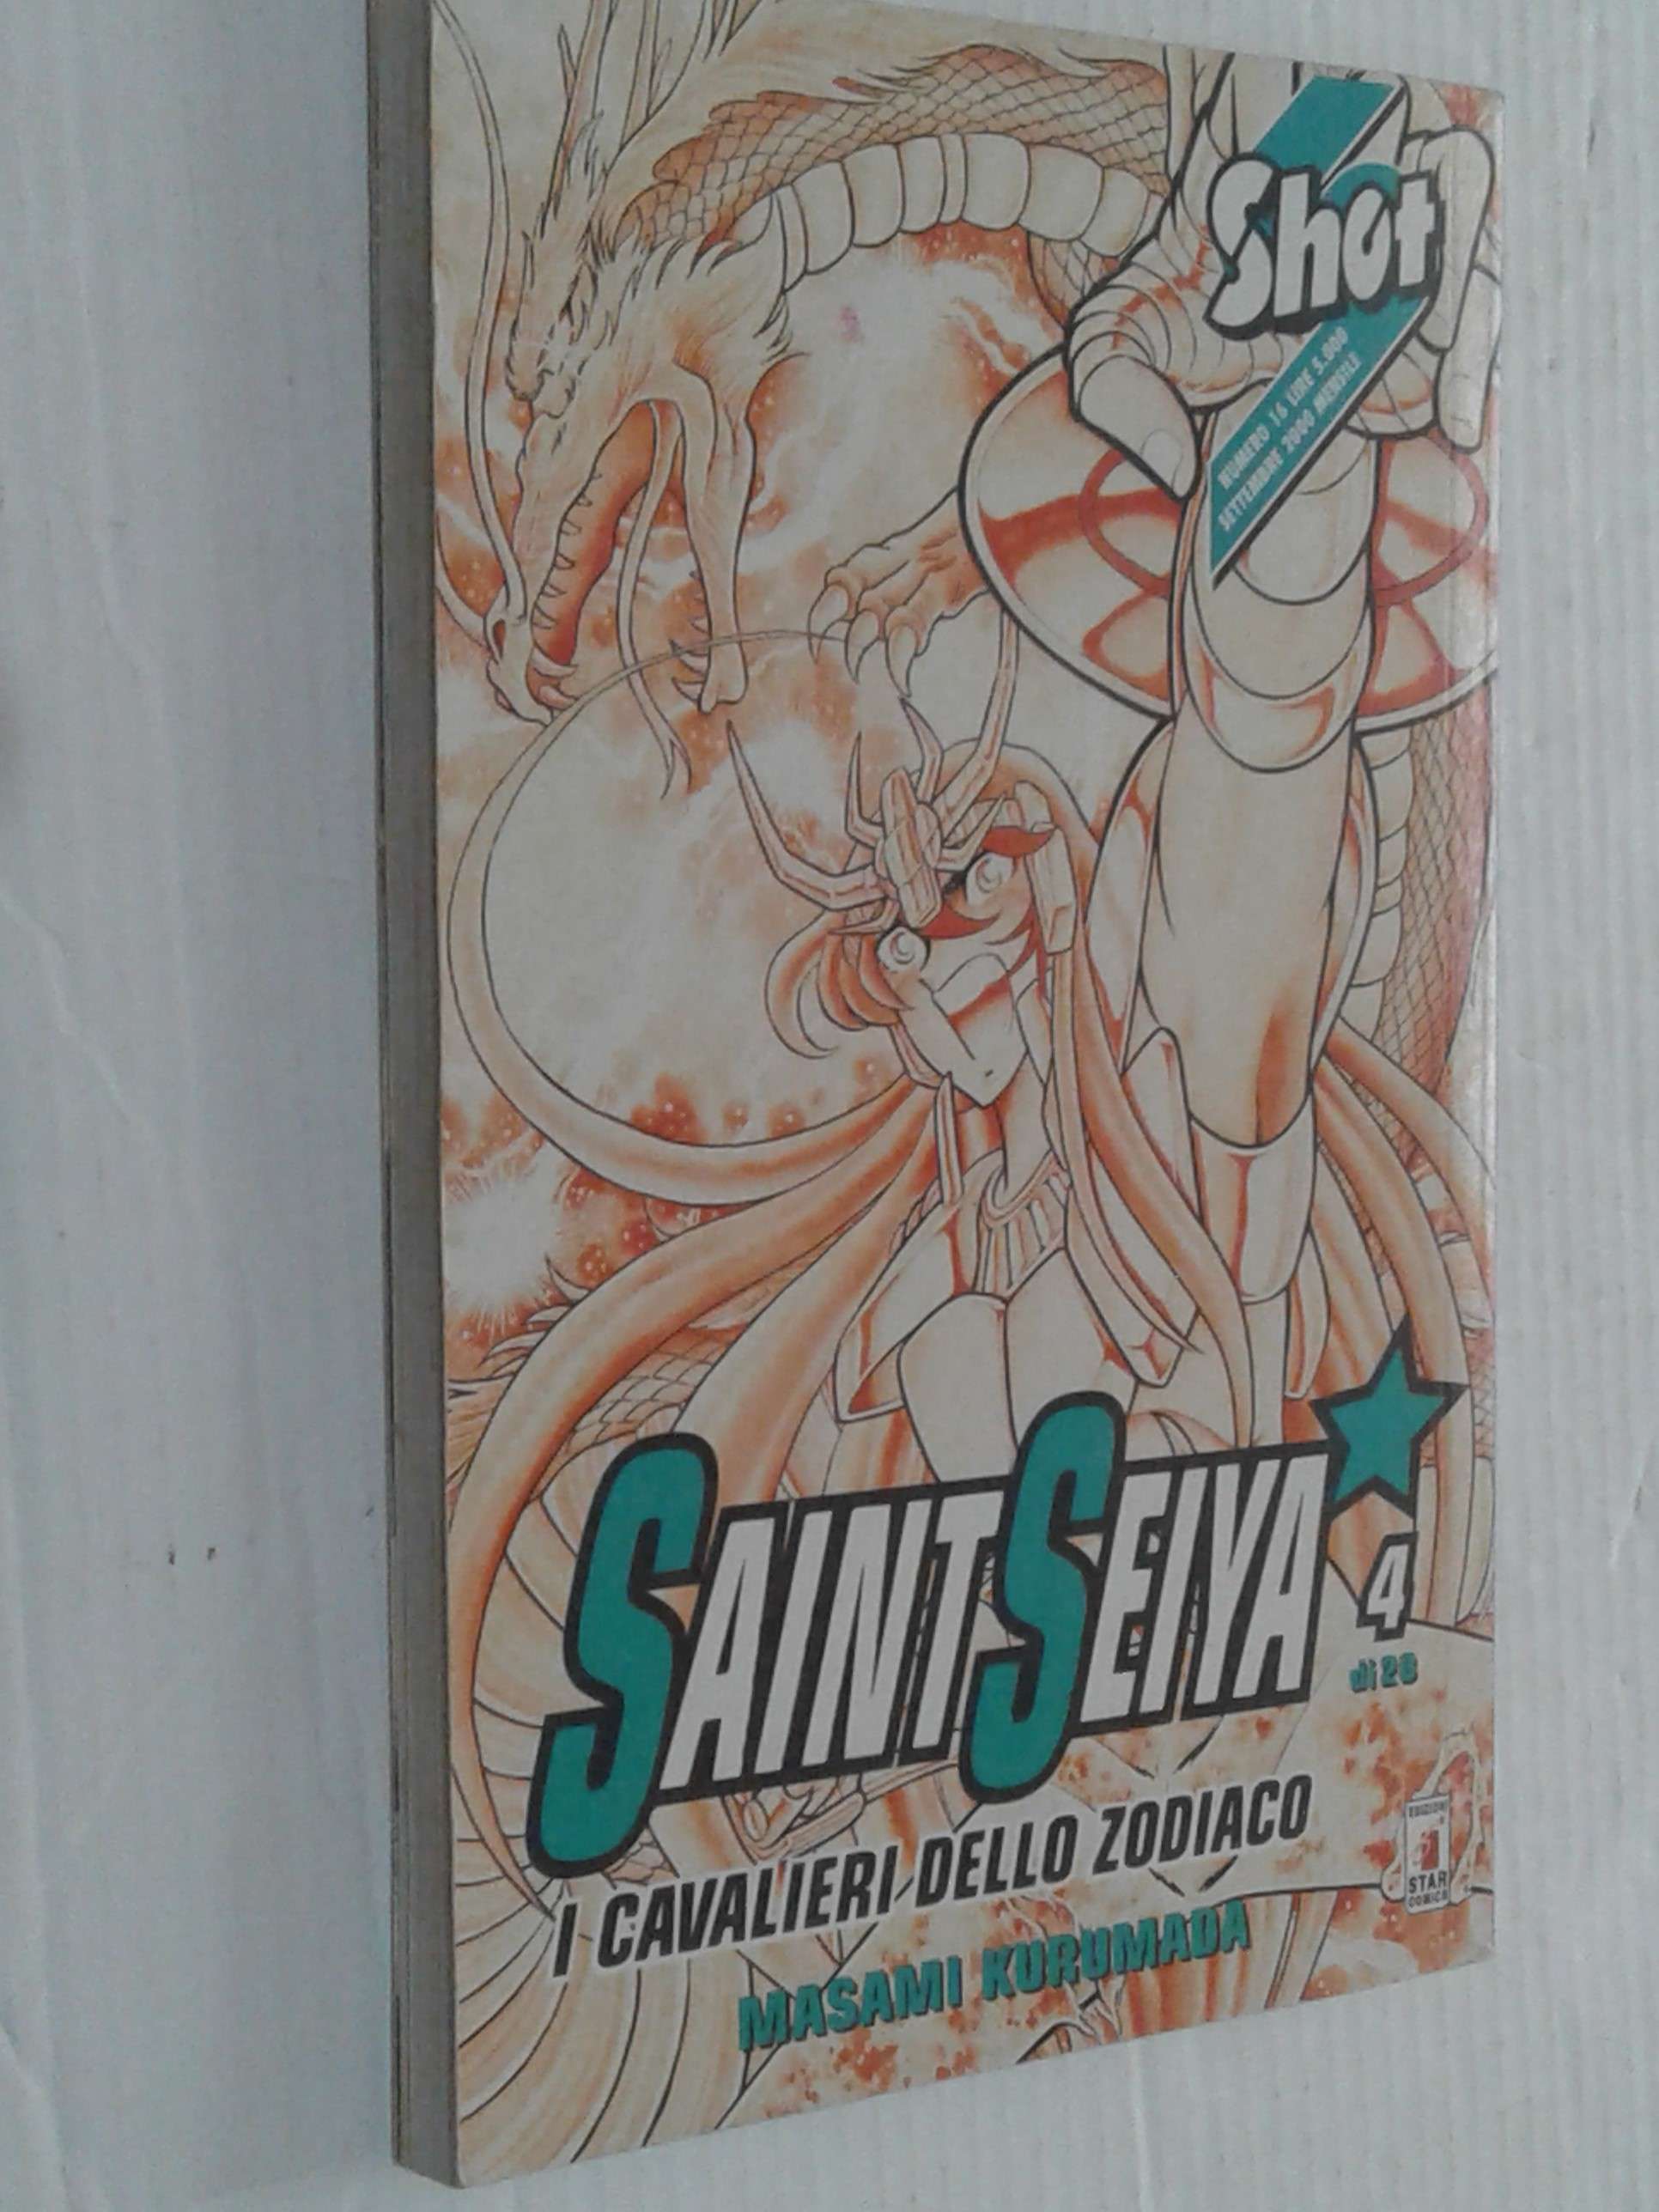 Shot
NUMERO 16 LIRE 5.000
SETTEMBRE 2000 MENSILE
SAINT SEIYA
4
di 28
I CAVALIERI DELLO ZODIACO
MASAMI KURUMADA
EDIZIONI
STAR
COMICS